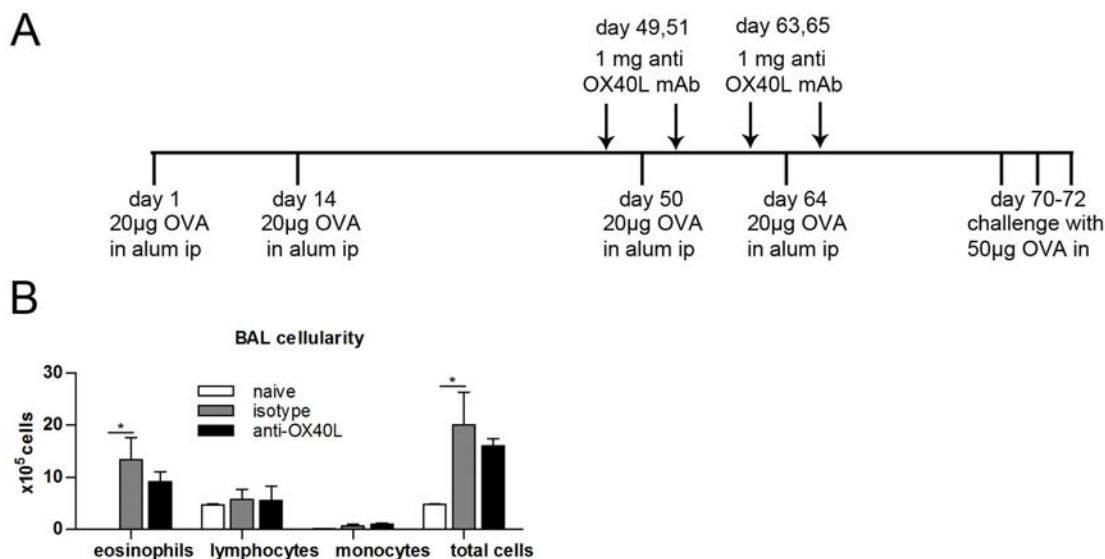 A
day 49,51
1 mg anti
OX40L mAb
day 63,65
1 mg anti
OX40L mAb
day 1
20µg OVA
in alum ip
day 14
20µg OVA
in alum ip
day 50
20µg OVA
in alum ip
day 64
20µg OVA
in alum ip
day 70-72
challenge with
50µg OVA in
B
BAL cellularity
x10⁵ cells
30
20
10
0
naive
isotype
anti-OX40L
*
*
eosinophils
lymphocytes
monocytes
total cells